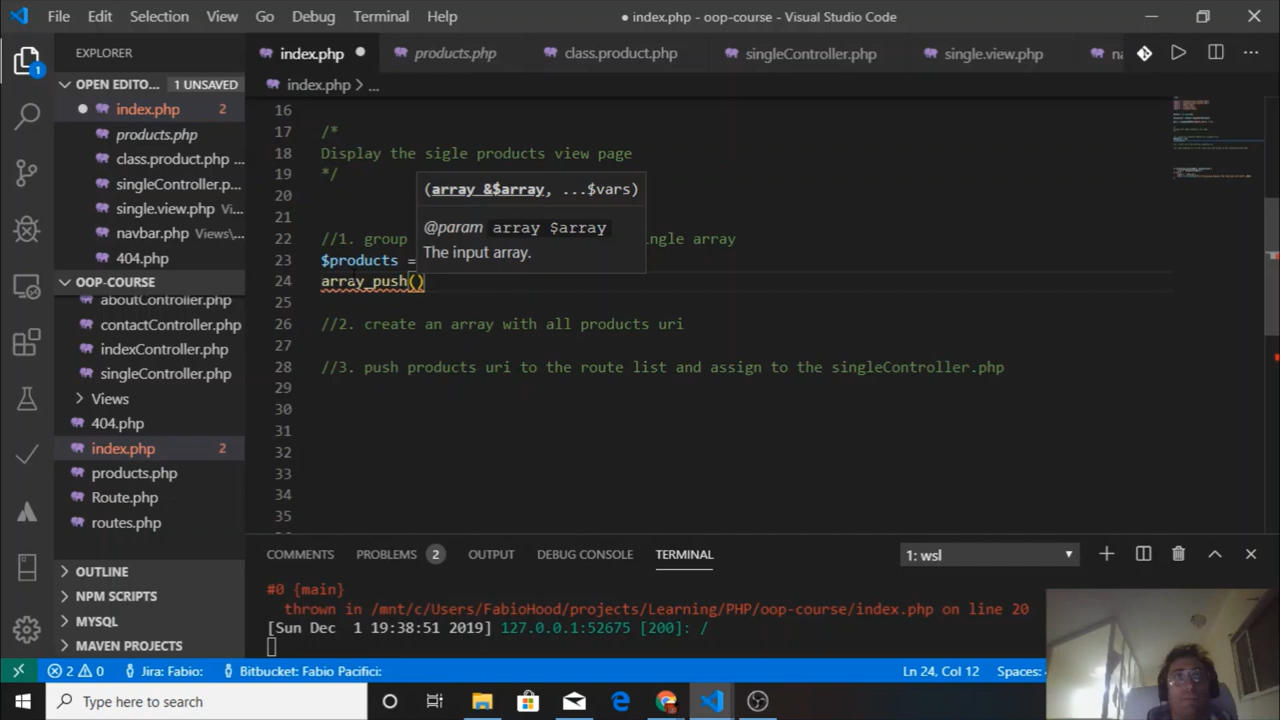 File Edit Selection View Go Debug Terminal Help
● index.php - oop-course - Visual Studio Code
EXPLORER
OPEN EDITO... 1 UNSAVED
index.php 2
products.php
class.product.php ...
singleController.p...
single.view.php Vi...
navbar.php Views\...
404.php
OOP-COURSE
aboutController.php
contactController.php
indexController.php
singleController.php
Views
404.php
index.php 2
products.php
Route.php
routes.php
OUTLINE
NPM SCRIPTS
MYSQL
MAVEN PROJECTS
index.php products.php class.product.php singleController.php single.view.php na
index.php > ...
16
17 /*
18 Display the sigle products view page
19 */
20
21
22 //1. group ngle array
23 $products =
24 array_push()
25
26 //2. create an array with all products uri
27
28 //3. push products uri to the route list and assign to the singleController.php
29
30
31
32
33
34
35
(array &$array, ...$vars)
@param array $array
The input array.
COMMENTS PROBLEMS 2 OUTPUT DEBUG CONSOLE TERMINAL 1: wsl
#0 {main}
thrown in /mnt/c/Users/FabioHood/projects/Learning/PHP/oop-course/index.php on line 20
[Sun Dec 1 19:38:51 2019] 127.0.0.1:52675 [200]: /
2 0 Jira: Fabio: Bitbucket: Fabio Pacifici: Ln 24, Col 12 Spaces:
Type here to search